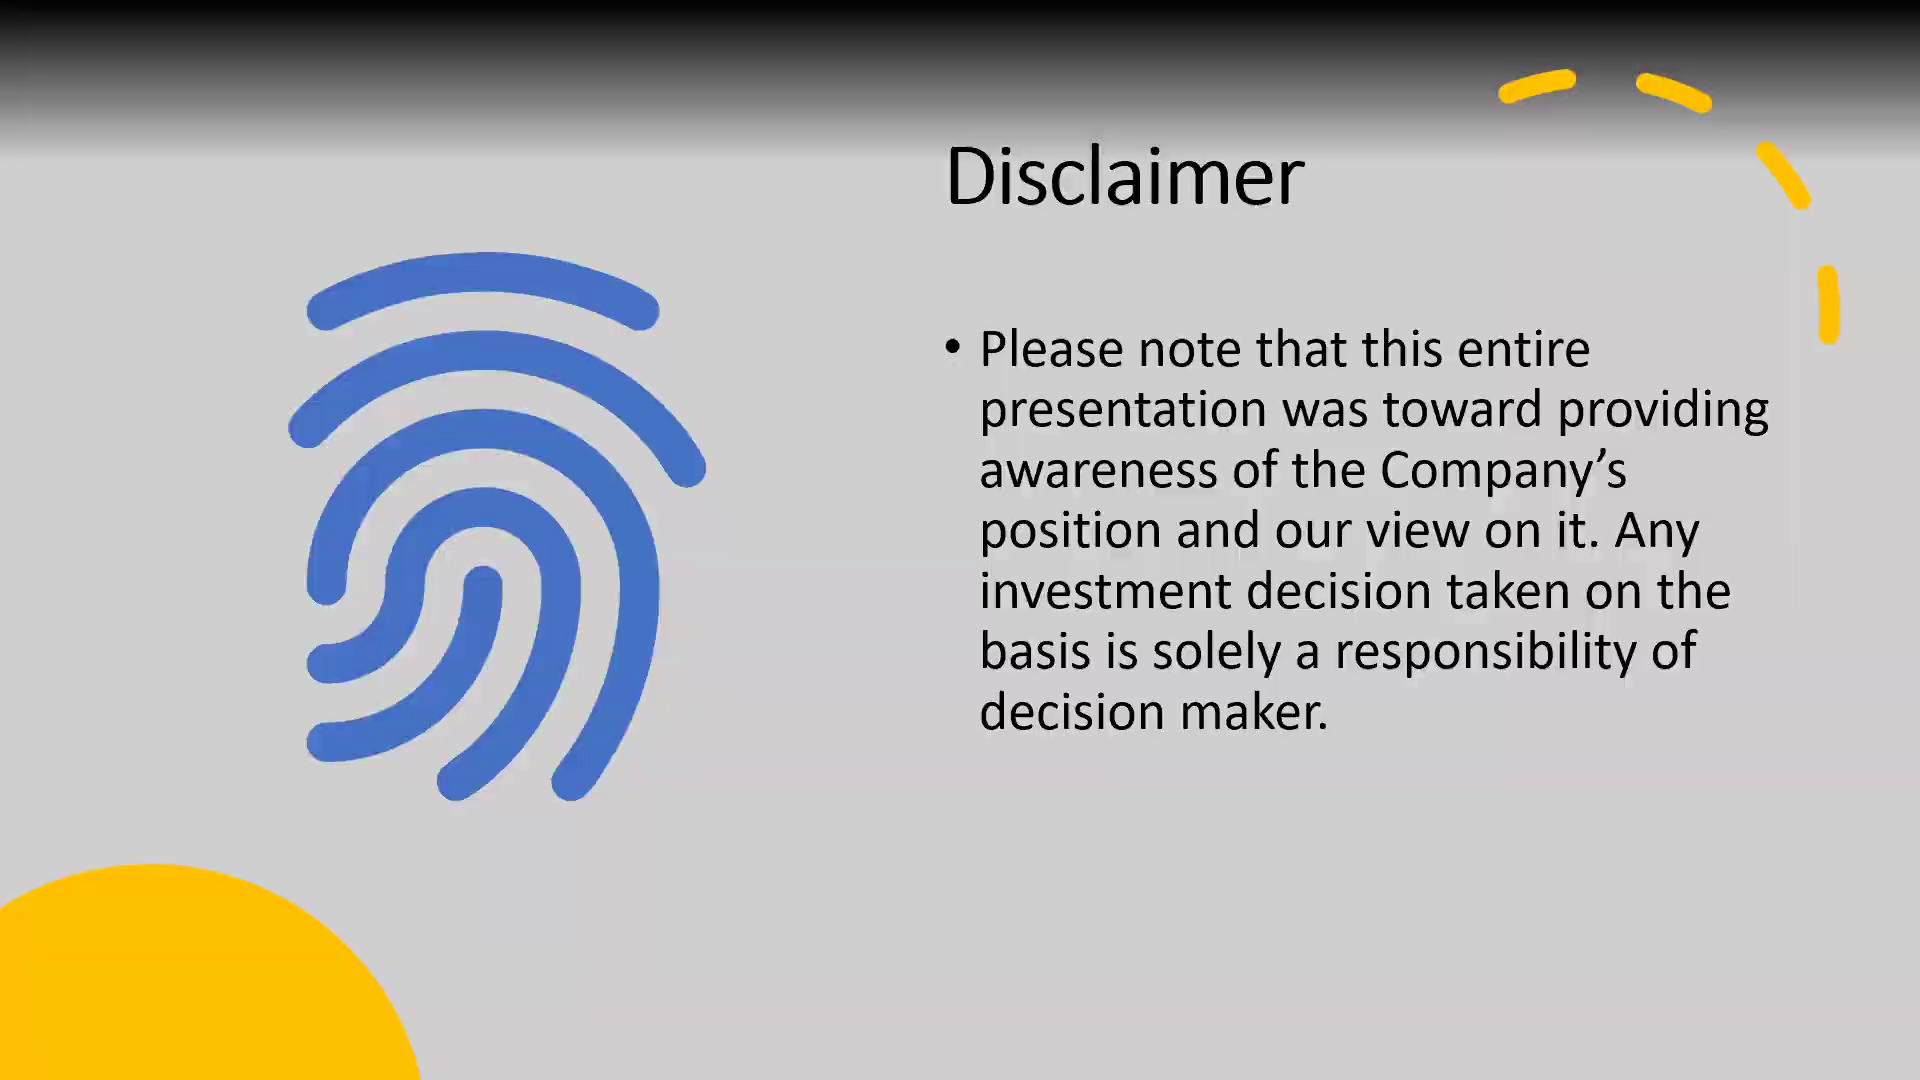 Disclaimer
• Please note that this entire
presentation was toward providing
awareness of the Company’s
position and our view on it. Any
investment decision taken on the
basis is solely a responsibility of
decision maker.